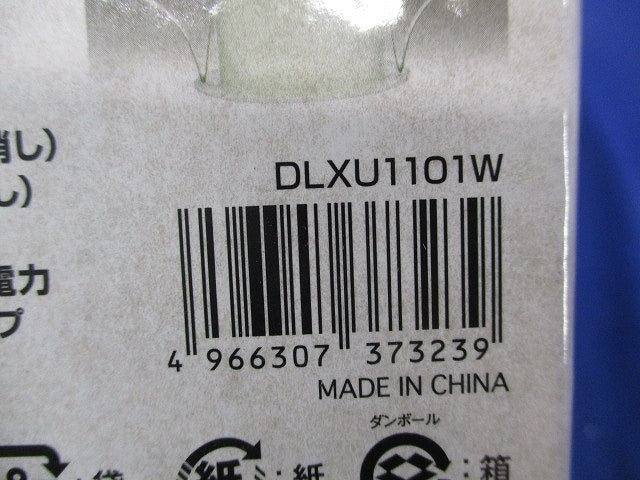 消し)
し)
電力
プ
DLXU1101W
4 966307 373239
MADE IN CHINA
ダンボール
袋
紙 : 紙
: 箱